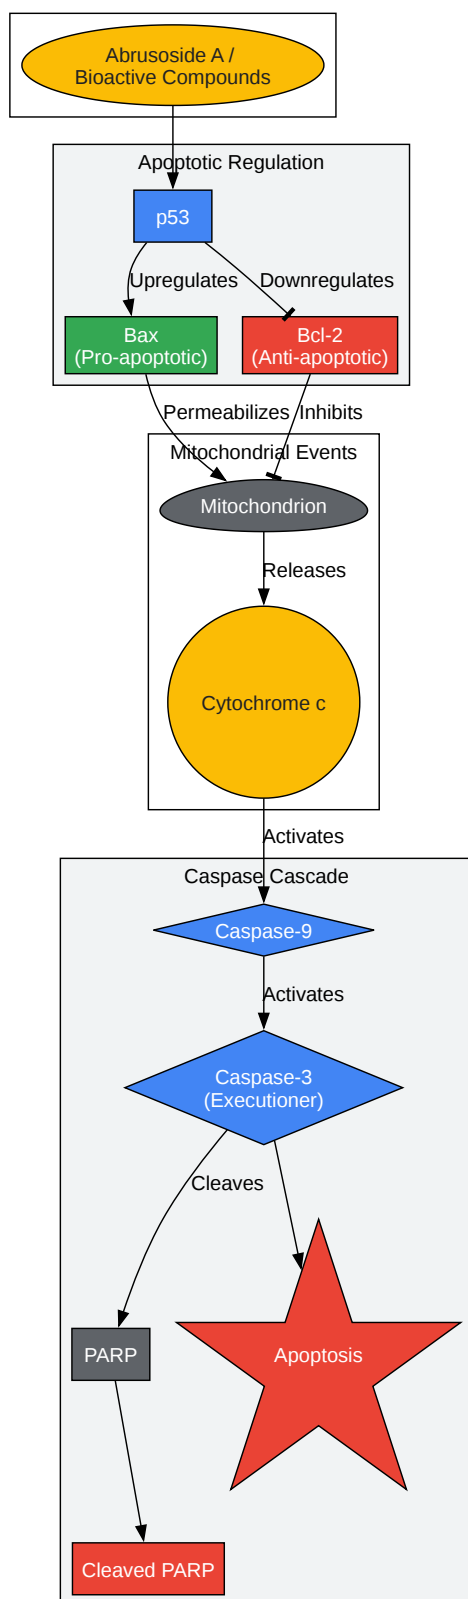 Abrusoside A /
Bioactive Compounds
Apoptotic Regulation
p53
Upregulates
Downregulates
Bax
(Pro-apoptotic)
Bcl-2
(Anti-apoptotic)
Permeabilizes
Inhibits
Mitochondrial Events
Mitochondrion
Releases
Cytochrome c
Activates
Caspase Cascade
Caspase-9
Activates
Caspase-3
(Executioner)
Cleaves
PARP
Apoptosis
Cleaved PARP